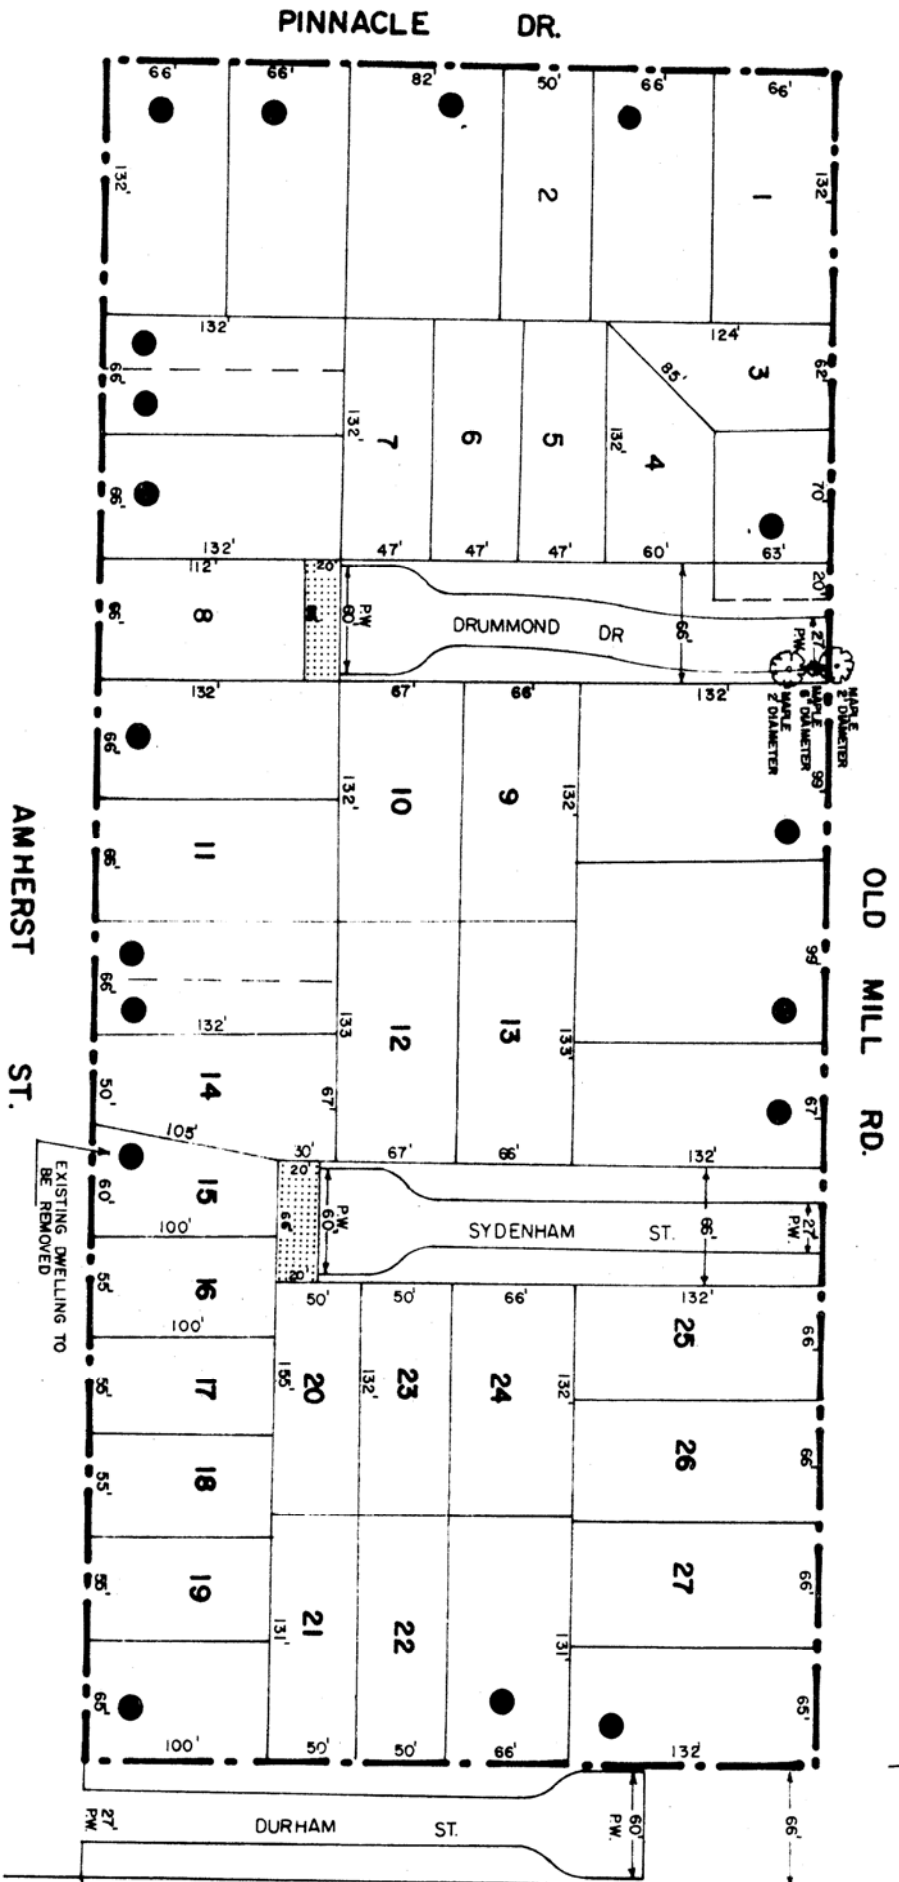 PINNACLE DR.
66' 66' 82' 50' 66' 66'
132' 132'
2 1
132' 124'
66' 85' 3 62'
132' 7 6 5 132' 4 70'
66'
132' 47' 47' 47' 60' 63'
112' 20' 20'
66' 8 60' P.W. DRUMMOND DR 66' 27' P.W.
MAPLE 2' DIAMETER
MAPLE 6" DIAMETER
MAPLE 2' DIAMETER
132' 67' 66' 132'
66' 132' 10 9 132' 99'
66' 11
OLD MILL RD.
AMHERST ST.
66' 99'
132' 133 12 13 133'
50' 14 67' 67'
105' 30' 67' 66' 132'
EXISTING DWELLING TO
BE REMOVED
60' 15 20' 66' 60' P.W. SYDENHAM ST. 66' 27' P.W.
100' 20'
55' 16 50' 50' 66' 132'
100' 25 66'
55' 17 155' 20 132' 23 24 132'
55' 18 26 66'
55' 19 27 66'
131' 21 22 131'
65' 65'
100' 50' 50' 66' 132'
27' P.W. DURHAM ST. 60' P.W. 66'